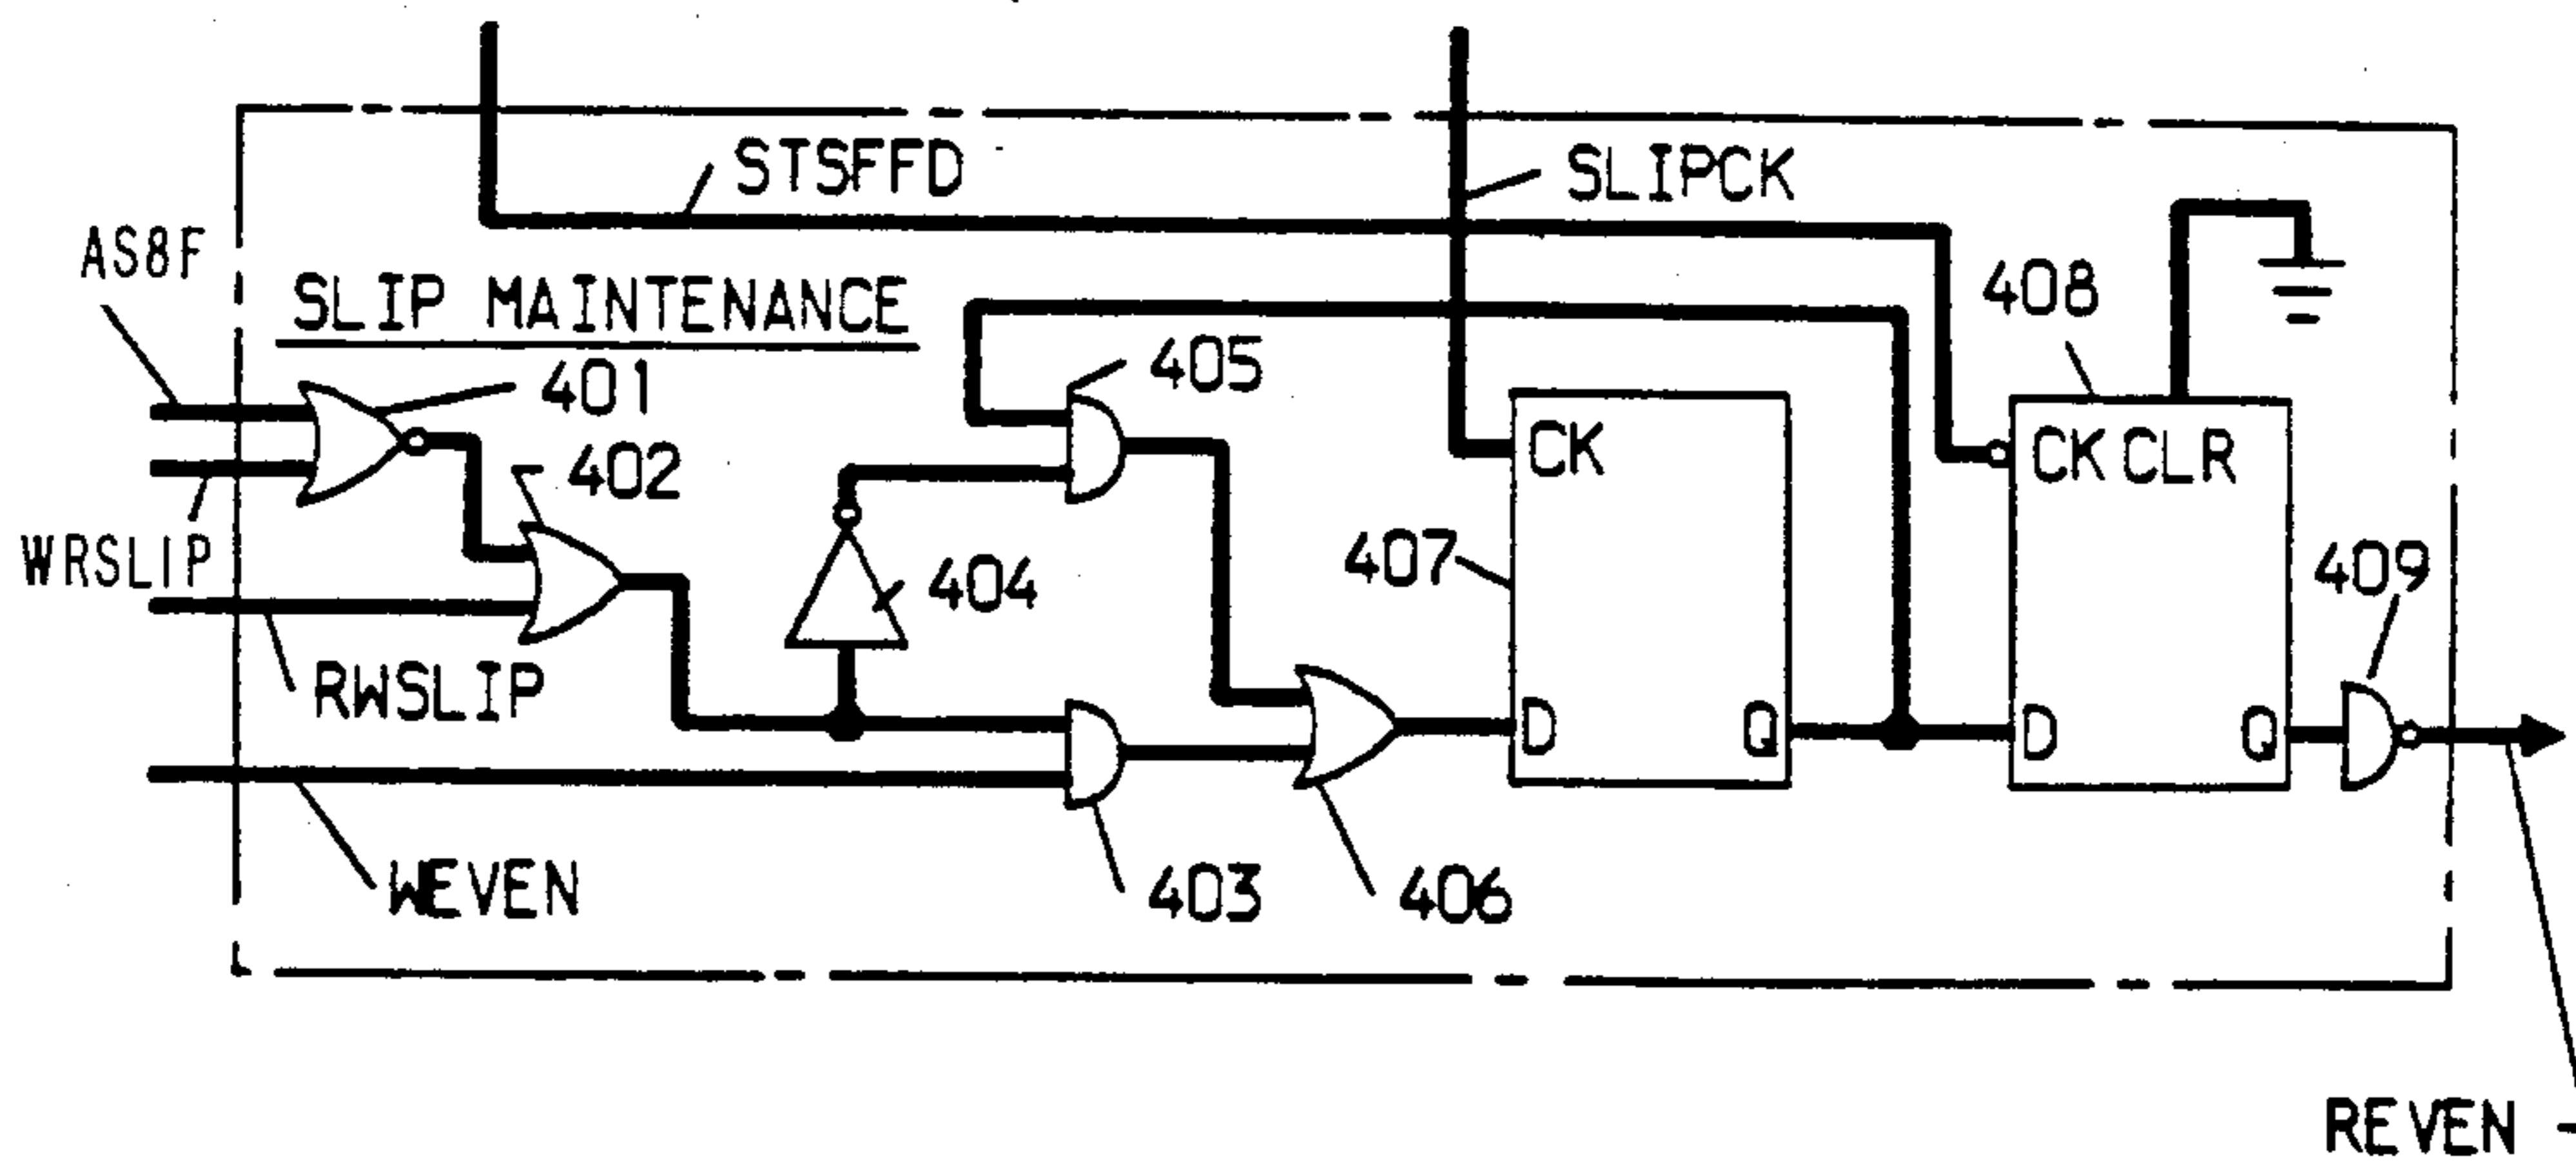 STSFFD
SLIPCK
AS8F
SLIP MAINTENANCE
408
405
401
402
CK
CK CLR
WRSLIP
404
407
409
RWSLIP
D
Q
D
Q
WEVEN
403
406
REVEN